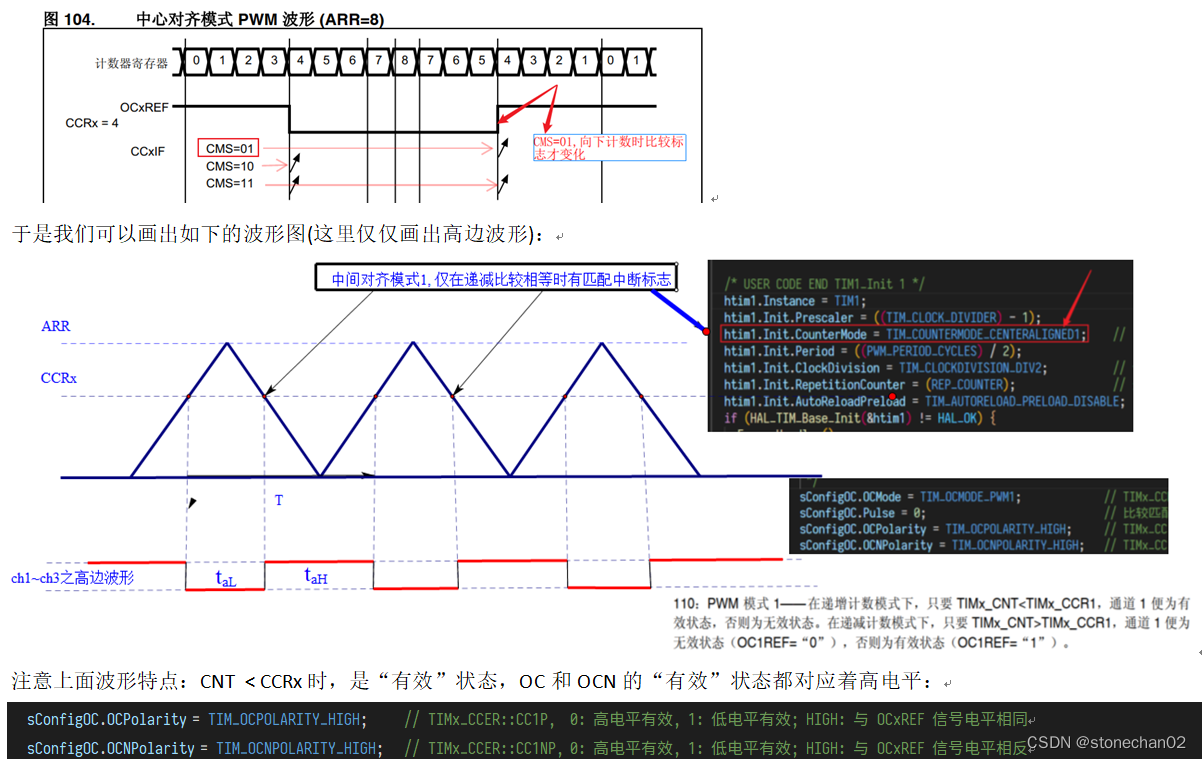 图 104.      中心对齐模式 PWM 波形 (ARR=8)
计数器寄存器 0 1 2 3 4 5 6 7 8 7 6 5 4 3 2 1 0 1
OCxREF
CCRx = 4
CCxIF
CMS=01
CMS=10
CMS=11
CMS=01,向下计数时比较标
志才变化
于是我们可以画出如下的波形图(这里仅仅画出高边波形)：
中间对齐模式1,仅在递减比较相等时有匹配中断标志
ARR
CCRx
T
ch1~ch3之高边波形
taL
taH
/* USER CODE END TIM1_Init 1 */
htim1.Instance = TIM1;
htim1.Init.Prescaler = ((TIM_CLOCK_DIVIDER) - 1);
htim1.Init.CounterMode = TIM_COUNTERMODE_CENTERALIGNED1; //
htim1.Init.Period = ((PWM_PERIOD_CYCLES) / 2);
htim1.Init.ClockDivision = TIM_CLOCKDIVISION_DIV2; //
htim1.Init.RepetitionCounter = (REP_COUNTER); //
htim1.Init.AutoReloadPreload = TIM_AUTORELOAD_PRELOAD_DISABLE;
if (HAL_TIM_Base_Init(&htim1) != HAL_OK) {
sConfigOC.OCMode = TIM_OCMODE_PWM1; // TIMx_CC
sConfigOC.Pulse = 0; // 比较匹
sConfigOC.OCPolarity = TIM_OCPOLARITY_HIGH; // TIMx_CC
sConfigOC.OCNPolarity = TIM_OCNPOLARITY_HIGH; // TIMx_CC
110：PWM 模式 1——在递增计数模式下，只要 TIMx_CNT<TIMx_CCR1，通道 1 便为有
效状态，否则为无效状态。在递减计数模式下，只要 TIMx_CNT>TIMx_CCR1，通道 1 便为
无效状态（OC1REF=“0”），否则为有效状态（OC1REF=“1”）。
注意上面波形特点：CNT < CCRx 时，是“有效”状态，OC 和 OCN 的“有效”状态都对应着高电平：
sConfigOC.OCPolarity = TIM_OCPOLARITY_HIGH; // TIMx_CCER::CC1P, 0: 高电平有效, 1: 低电平有效; HIGH: 与 OCxREF 信号电平相同
sConfigOC.OCNPolarity = TIM_OCNPOLARITY_HIGH; // TIMx_CCER::CC1NP, 0: 高电平有效, 1: 低电平有效; HIGH: 与 OCxREF 信号电平相反
CSDN @stonechan02